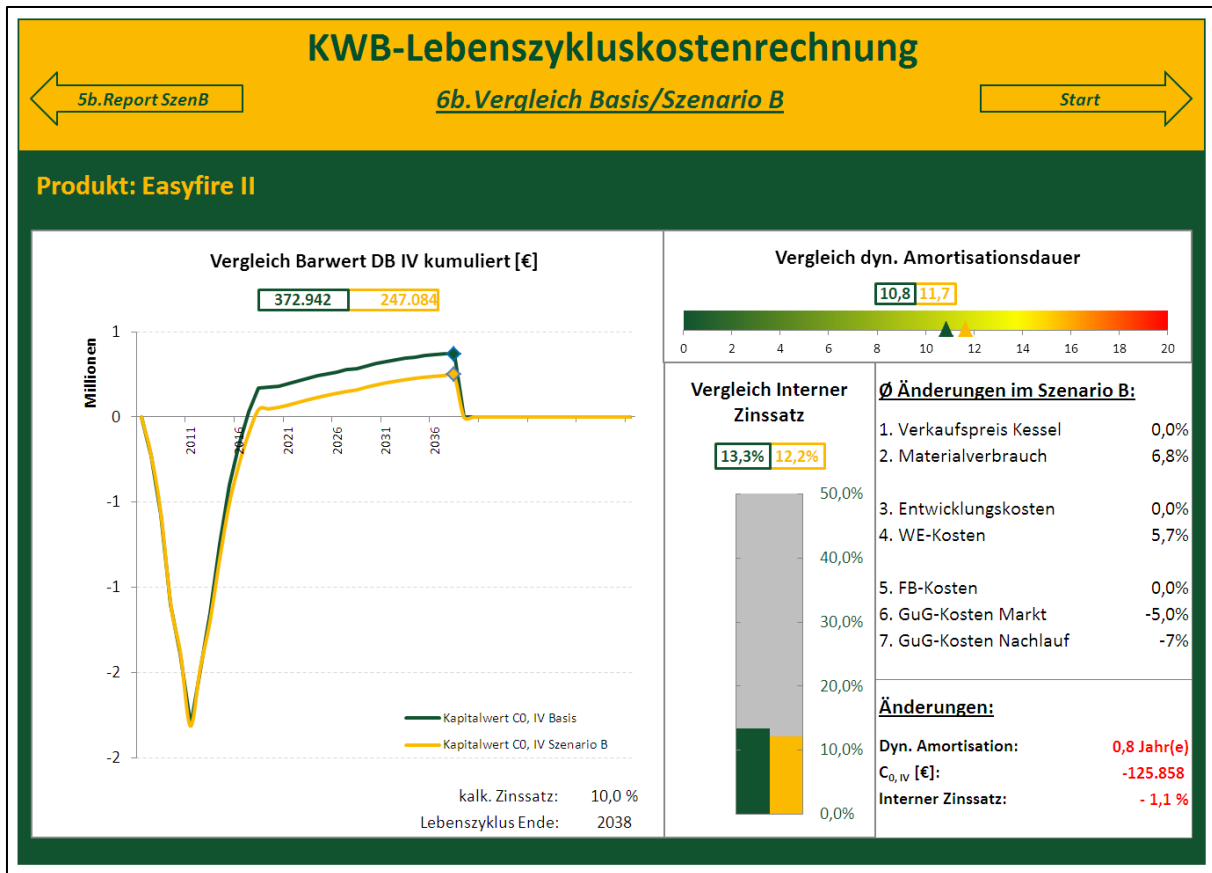 KWB-Lebenszykluskostenrechnung
5b.Report SzenB
6b.Vergleich Basis/Szenario B
Start
Produkt: Easyfire II
Vergleich Barwert DB IV kumuliert [€]
372.942 247.084
Millionen
1
0
-1
-1
-2
-2
2011 2016 2021 2026 2031 2036
Kapitalwert C0, IV Basis
Kapitalwert C0, IV Szenario B
kalk. Zinssatz: 10,0 %
Lebenszyklus Ende: 2038
Vergleich dyn. Amortisationsdauer
10,8 11,7
0 2 4 6 8 10 12 14 16 18 20
Vergleich Interner
Zinssatz
13,3% 12,2%
50,0%
40,0%
30,0%
20,0%
10,0%
0,0%
Ø Änderungen im Szenario B:
1. Verkaufspreis Kessel 0,0%
2. Materialverbrauch 6,8%
3. Entwicklungskosten 0,0%
4. WE-Kosten 5,7%
5. FB-Kosten 0,0%
6. GuG-Kosten Markt -5,0%
7. GuG-Kosten Nachlauf -7%
Änderungen:
Dyn. Amortisation: 0,8 Jahr(e)
C0, IV [€]: -125.858
Interner Zinssatz: - 1,1 %